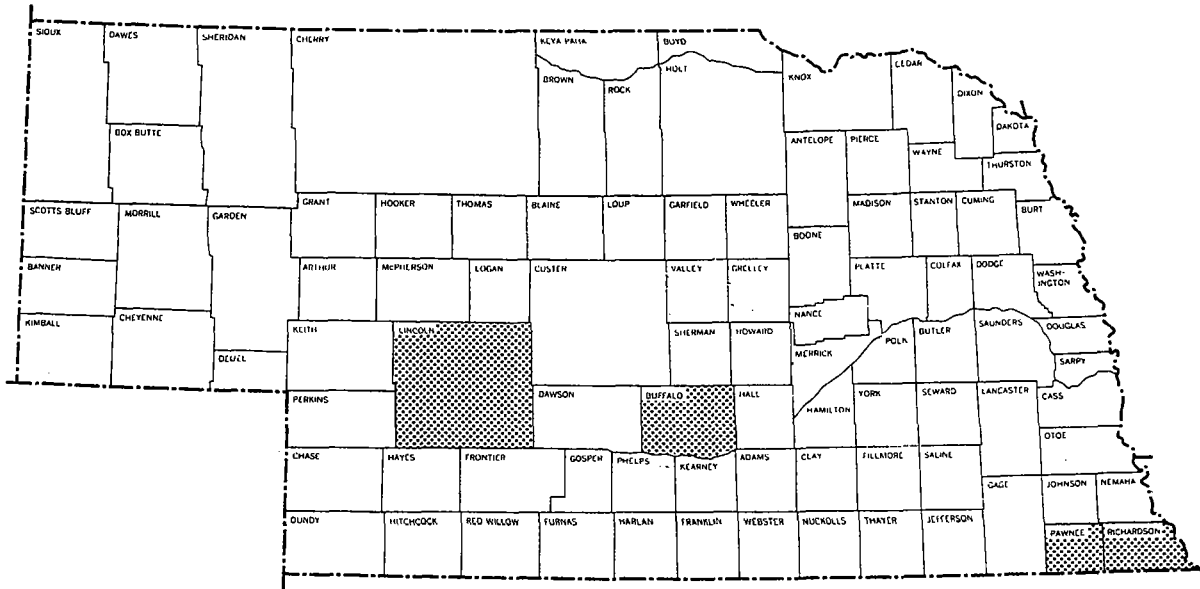 SIOUX
DAWES
SHERIDAN
CHERRY
KEYA PAHA
BOYD
BROWN
ROCK
HOLT
KNOX
CEDAR
DIXON
DAKOTA
BOX BUTTE
ANTELOPE
PIERCE
WAYNE
THURSTON
SCOTTS BLUFF
MORRILL
GARDEN
GRANT
HOOKER
THOMAS
BLAINE
LOUP
GARFIELD
WHEELER
BOONE
MADISON
STANTON
CUMING
BURT
BANNER
ARTHUR
McPHERSON
LOGAN
CUSTER
VALLEY
GREELEY
PLATTE
COLFAX
DODGE
WASH-
INGTON
KIMBALL
CHEYENNE
DEUEL
KEITH
LINCOLN
SHERMAN
HOWARD
NANCE
MERRICK
POLK
BUTLER
SAUNDERS
DOUGLAS
SARPY
PERKINS
DAWSON
BUFFALO
HALL
HAMILTON
YORK
SEWARD
LANCASTER
CASS
OTOE
CHASE
HAYES
FRONTIER
GOSPER
PHELPS
KEARNEY
ADAMS
CLAY
FILLMORE
SALINE
GAGE
JOHNSON
NEMAHA
DUNDY
HITCHCOCK
RED WILLOW
FURNAS
HARLAN
FRANKLIN
WEBSTER
NUCKOLLS
THAYER
JEFFERSON
PAWNEE
RICHARDSON